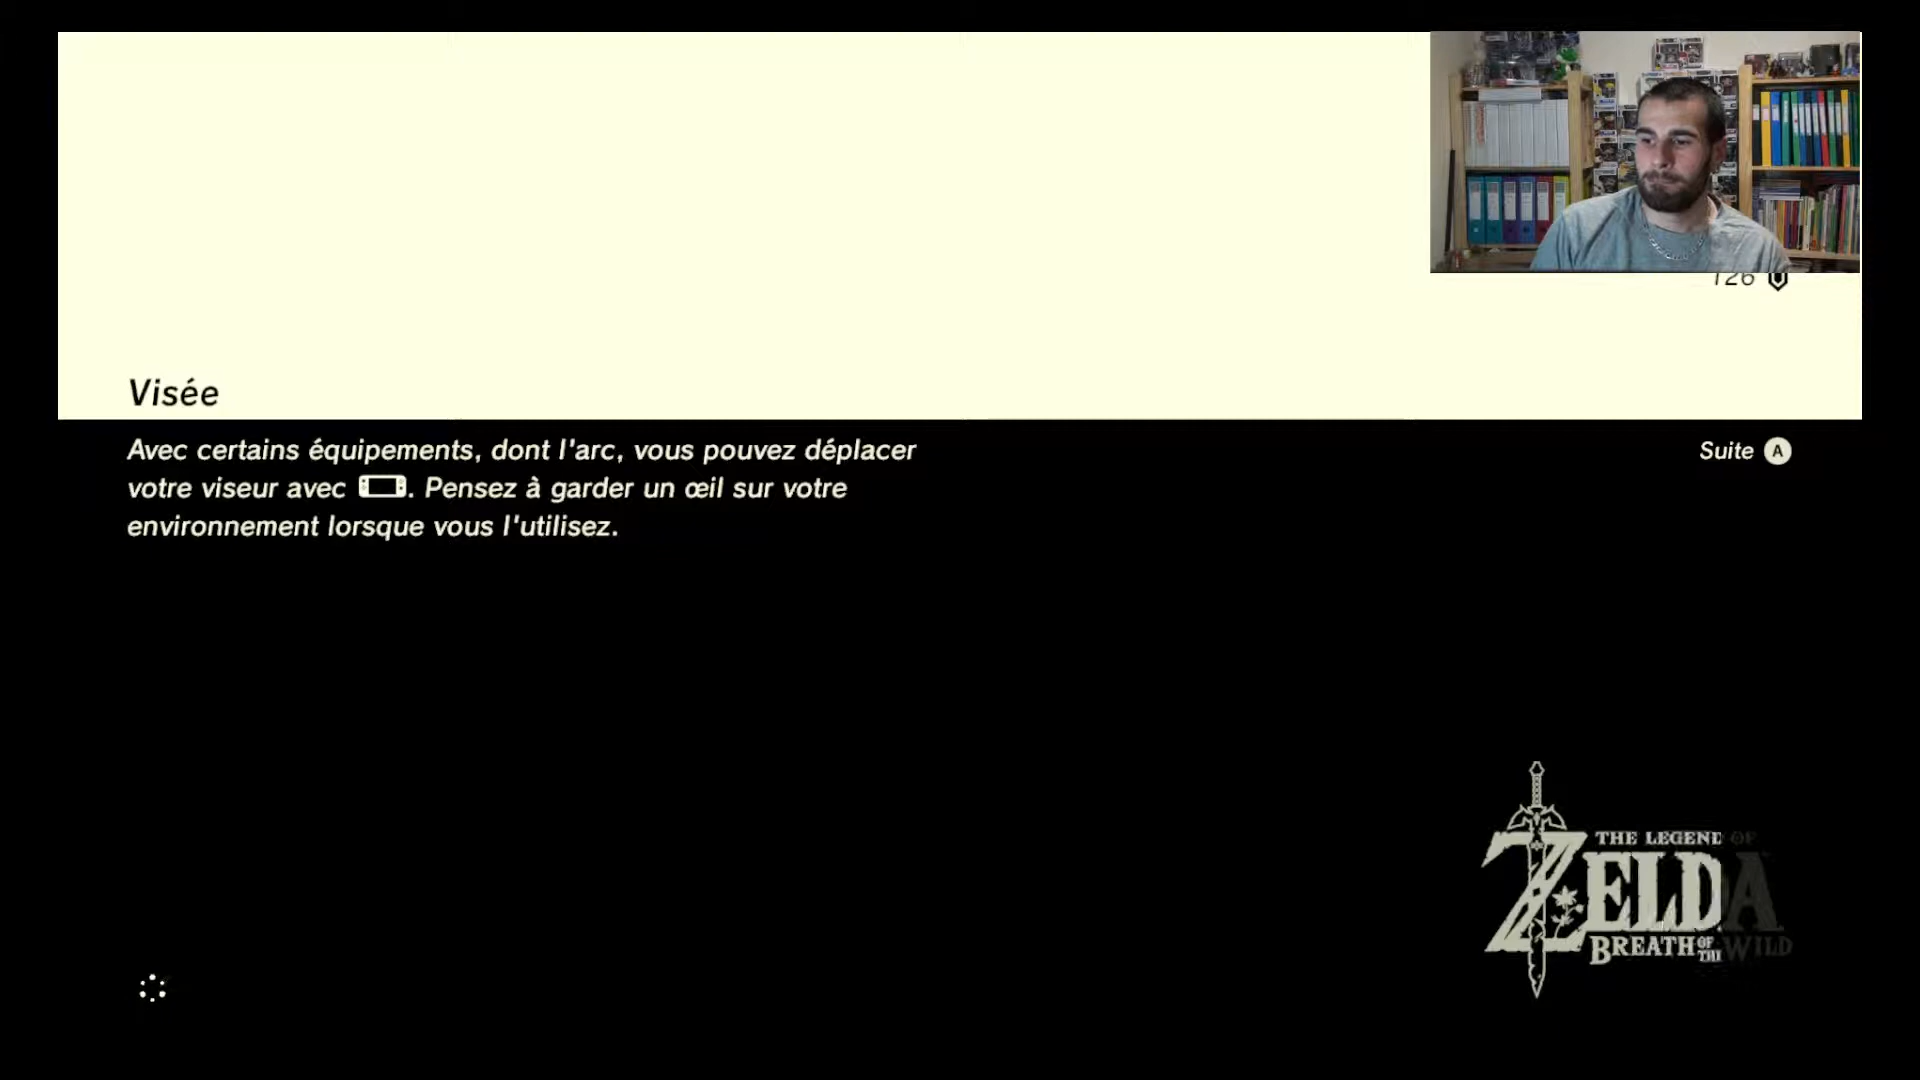 126
Visée
Avec certains équipements, dont l'arc, vous pouvez déplacer
votre viseur avec . Pensez à garder un œil sur votre
environnement lorsque vous l'utilisez.
Suite A
THE LEGEND OF
ZELDA
BREATH OF THE WILD